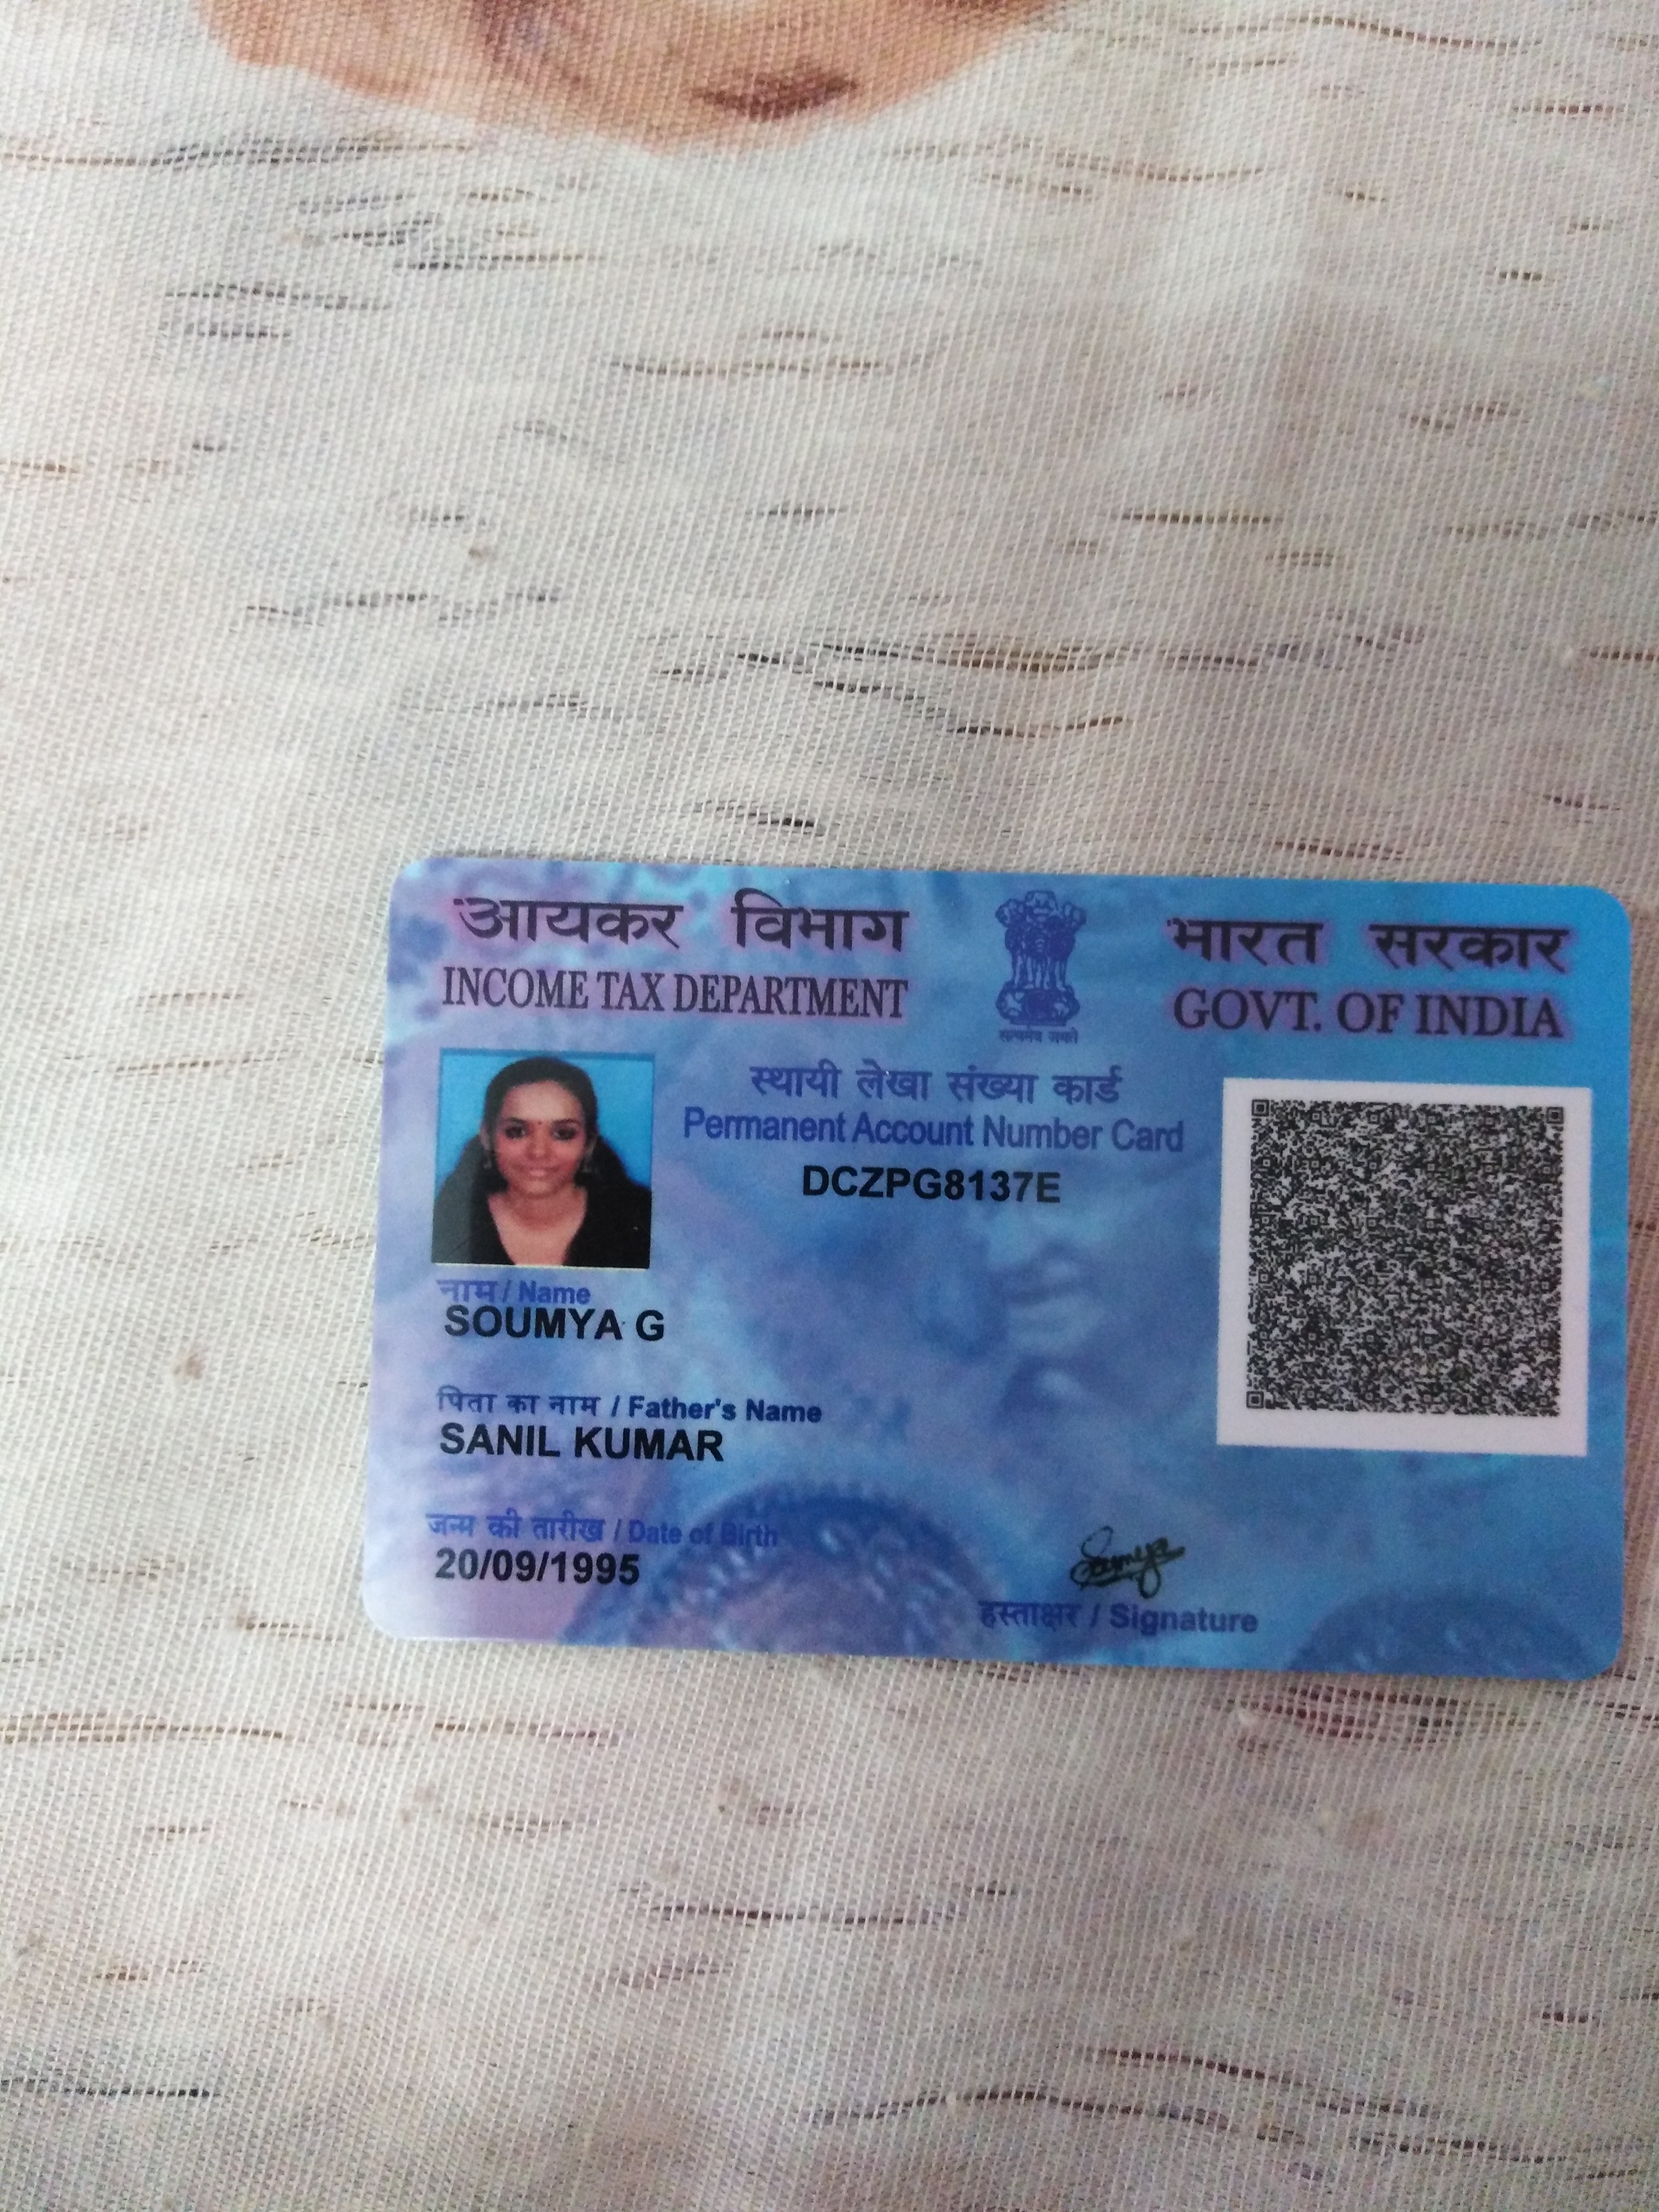 आयकर विभाग
INCOME TAX DEPARTMENT
सत्यमेव जयते
भारत सरकार
GOVT. OF INDIA
स्थायी लेखा संख्या कार्ड
Permanent Account Number Card
DCZPG8137E
नाम / Name
SOUMYA G
पिता का नाम / Father's Name
SANIL KUMAR
जन्म की तारीख / Date of Birth
20/09/1995
Soumya
हस्ताक्षर / Signature